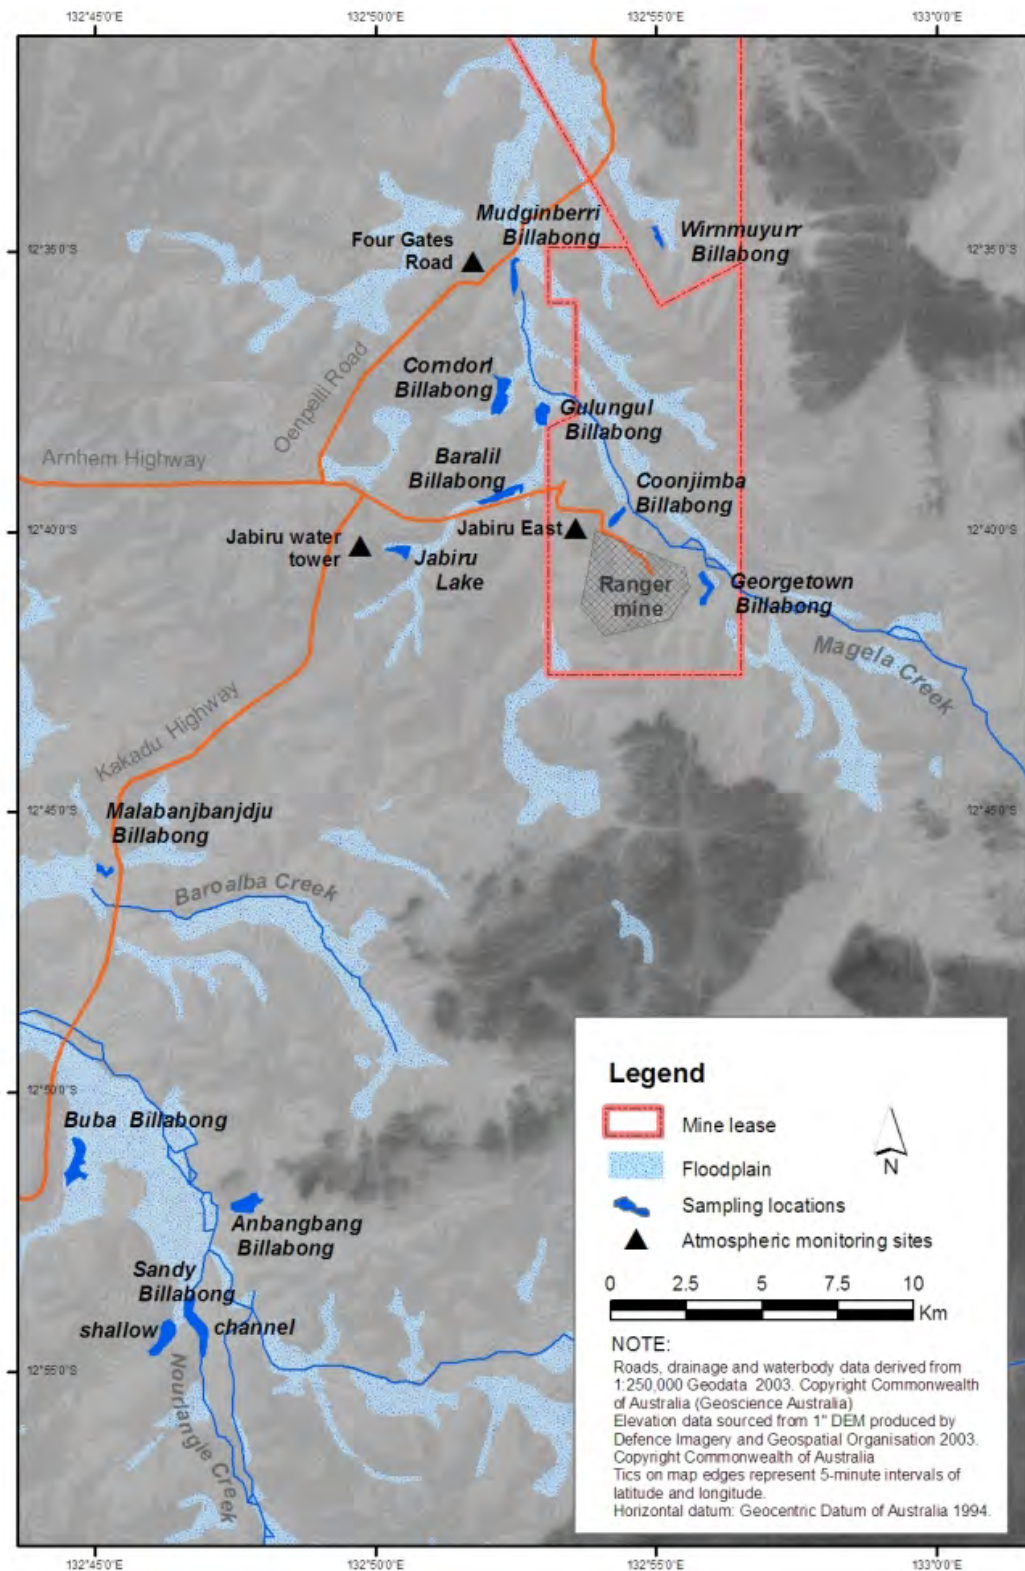 132°45'0"E
132°50'0"E
132°55'0"E
133°0'0"E
Mudginberri
Billabong
Wirnmuyurr
Billabong
Four Gates
Road
12°35'0"S
12°35'0"S
Corndorl
Billabong
Oenpelli Road
Gulungul
Billabong
Arnhem Highway
Baralil
Billabong
Coonjimba
Billabong
12°40'0"S
12°40'0"S
Jabiru water
tower
Jabiru East
Jabiru
Lake
Ranger
mine
Georgetown
Billabong
Magela Creek
Kakadu Highway
12°45'0"S
12°45'0"S
Malabanjbanjdju
Billabong
Baroalba Creek
12°50'0"S
Buba Billabong
Anbangbang
Billabong
Sandy
Billabong
shallow
channel
12°55'0"S
Nourlangie Creek
Legend
Mine lease
Floodplain
N
Sampling locations
Atmospheric monitoring sites
0 2.5 5 7.5 10
Km
NOTE:
Roads, drainage and waterbody data derived from
1:250,000 Geodata 2003. Copyright Commonwealth
of Australia (Geoscience Australia)
Elevation data sourced from 1" DEM produced by
Defence Imagery and Geospatial Organisation 2003.
Copyright Commonwealth of Australia
Tics on map edges represent 5-minute intervals of
latitude and longitude.
Horizontal datum: Geocentric Datum of Australia 1994.
132°45'0"E
132°50'0"E
132°55'0"E
133°0'0"E